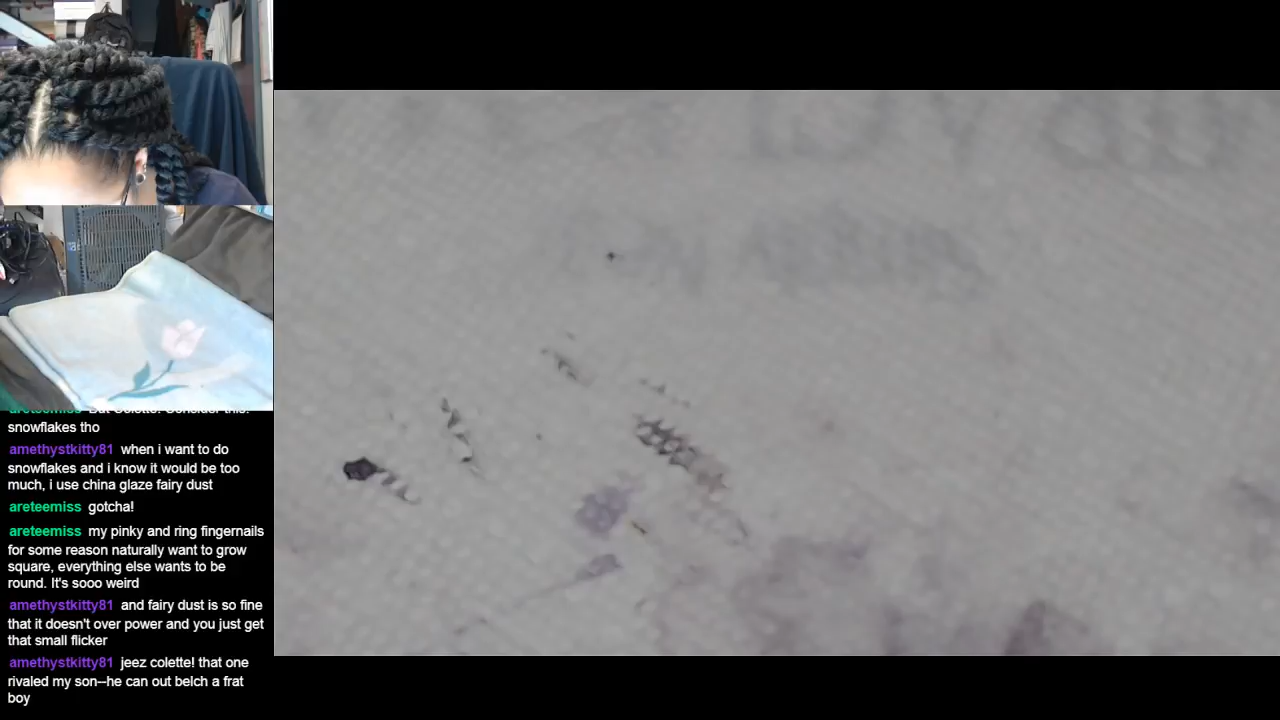 snowflakes tho
amethystkitty81 when i want to do
snowflakes and i know it would be too
much, i use china glaze fairy dust
areteemiss gotcha!
areteemiss my pinky and ring fingernails
for some reason naturally want to grow
square, everything else wants to be
round. It's sooo weird
amethystkitty81 and fairy dust is so fine
that it doesn't over power and you just get
that small flicker
amethystkitty81 jeez colette! that one
rivaled my son--he can out belch a frat
boy